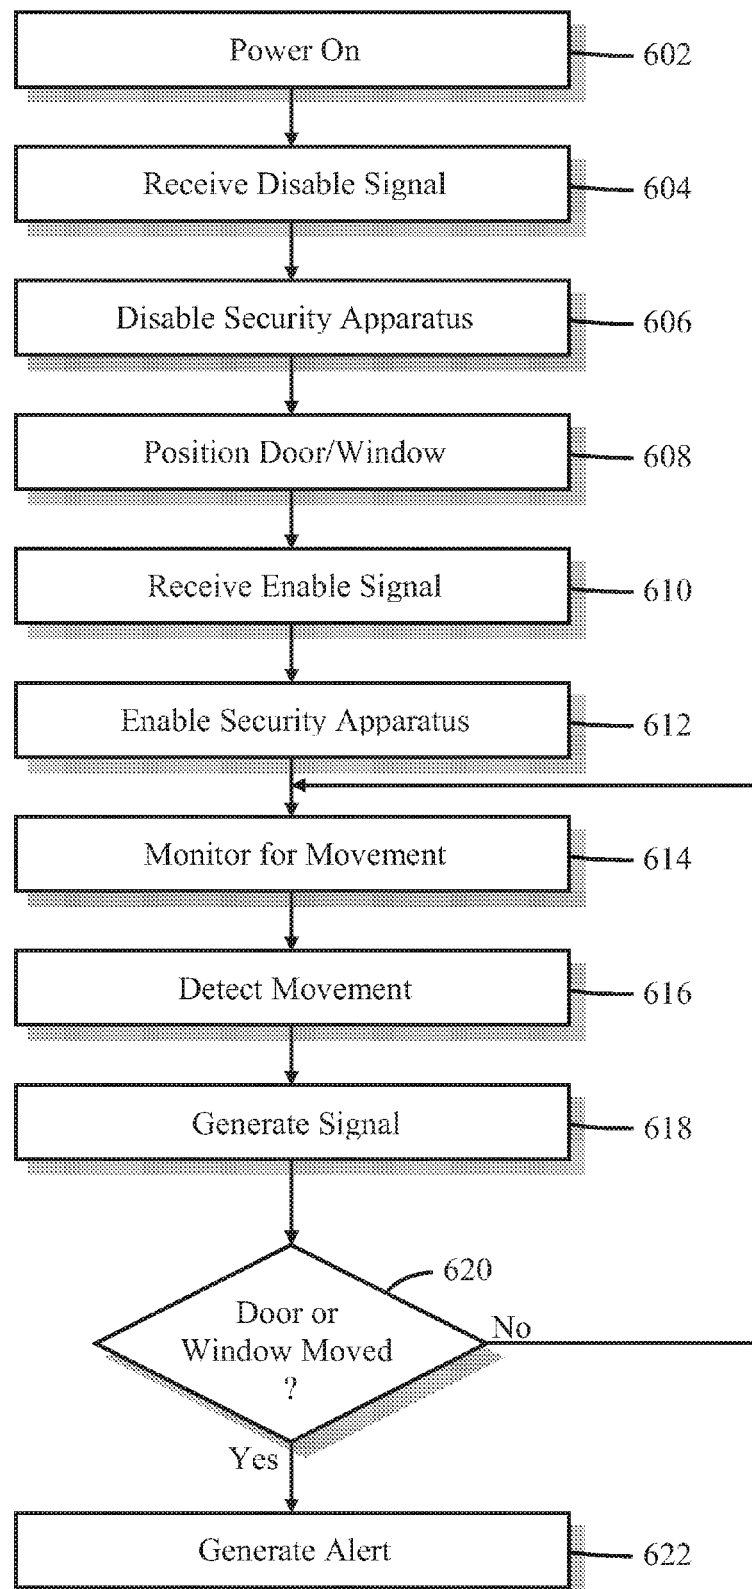 Power On
602
Receive Disable Signal
604
Disable Security Apparatus
606
Position Door/Window
608
Receive Enable Signal
610
Enable Security Apparatus
612
Monitor for Movement
614
Detect Movement
616
Generate Signal
618
620
Door or
Window Moved
?
No
Yes
Generate Alert
622